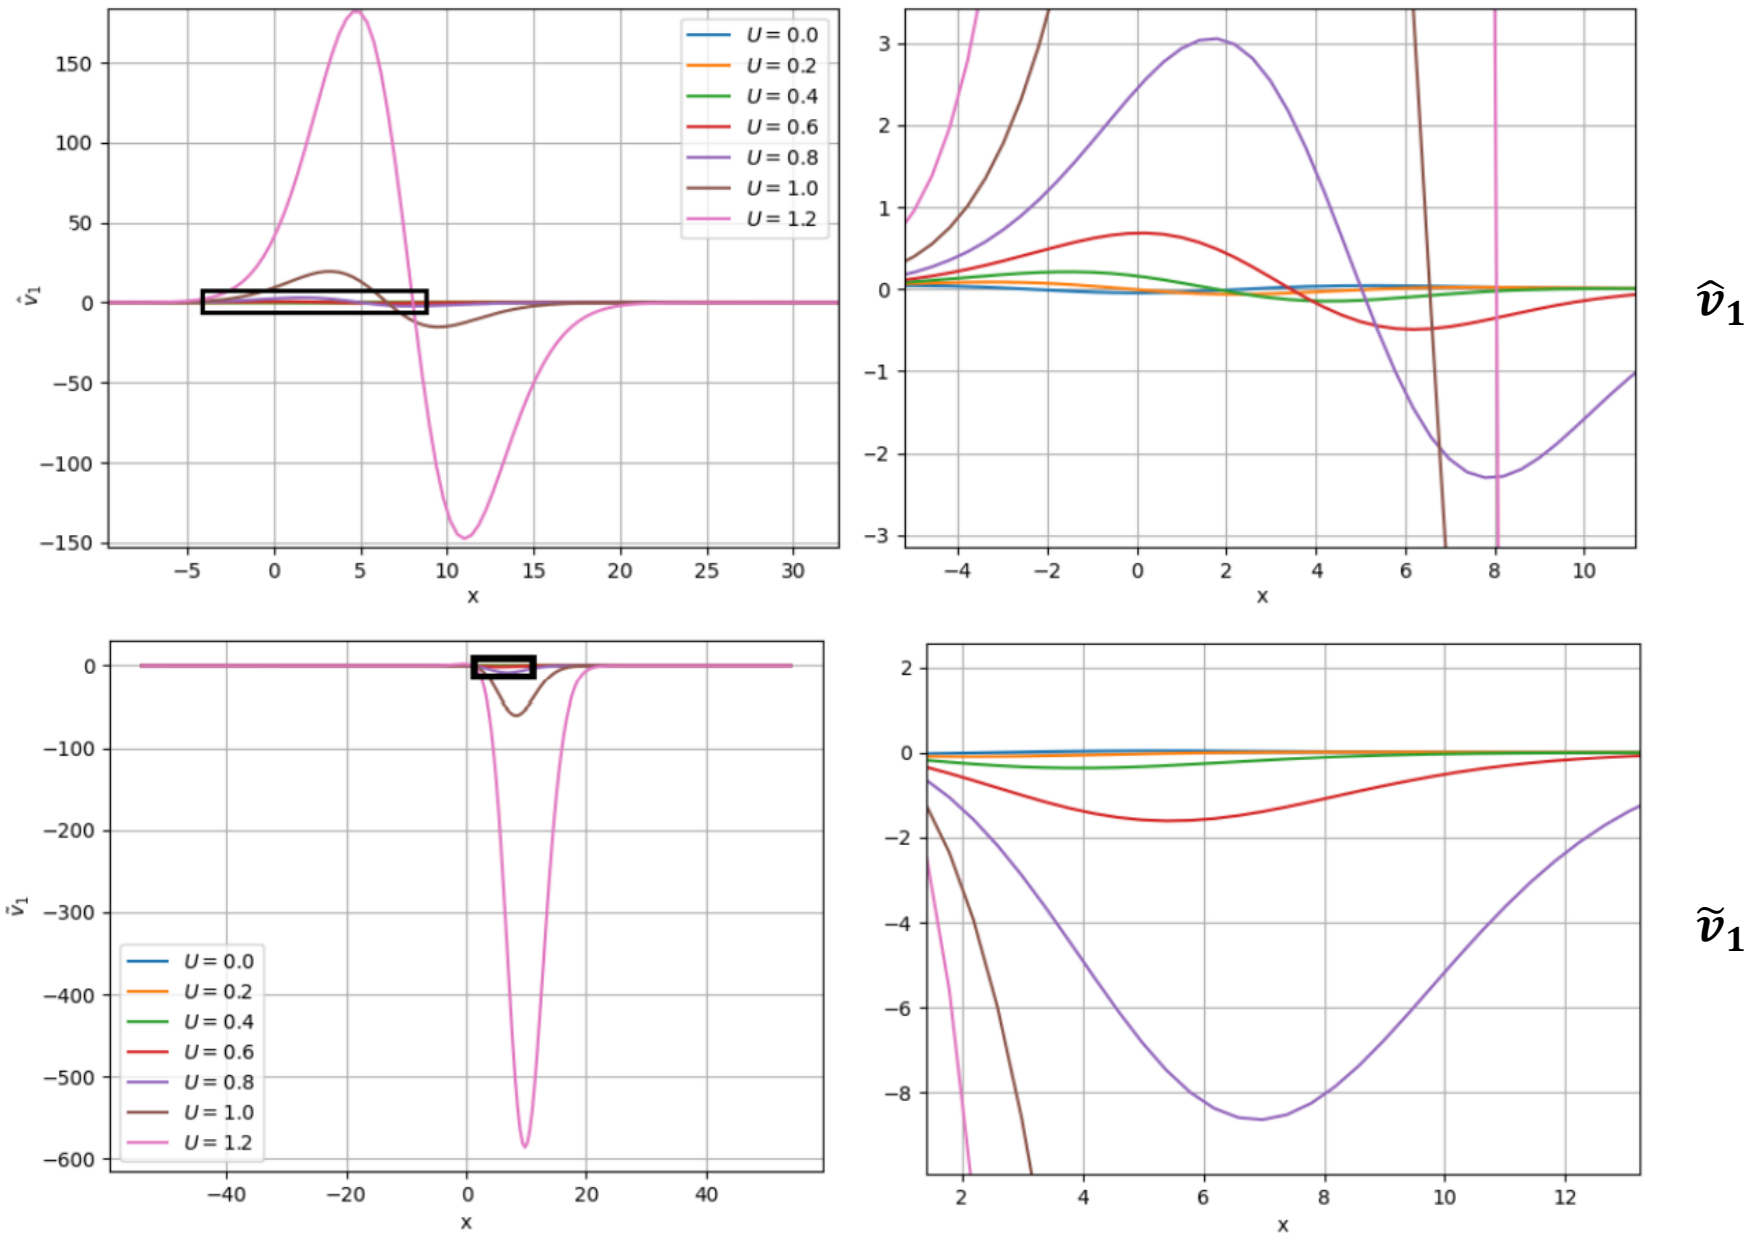 150
100
50
0
−50
−100
−150
−5
0
5
10
15
20
25
30
x
v̂₁
U = 0.0
U = 0.2
U = 0.4
U = 0.6
U = 0.8
U = 1.0
U = 1.2
3
2
1
0
−1
−2
−3
−4
−2
0
2
4
6
8
10
x
v̂₁
0
−100
−200
−300
−400
−500
−600
−40
−20
0
20
40
x
ṽ₁
U = 0.0
U = 0.2
U = 0.4
U = 0.6
U = 0.8
U = 1.0
U = 1.2
2
0
−2
−4
−6
−8
2
4
6
8
10
12
x
ṽ₁